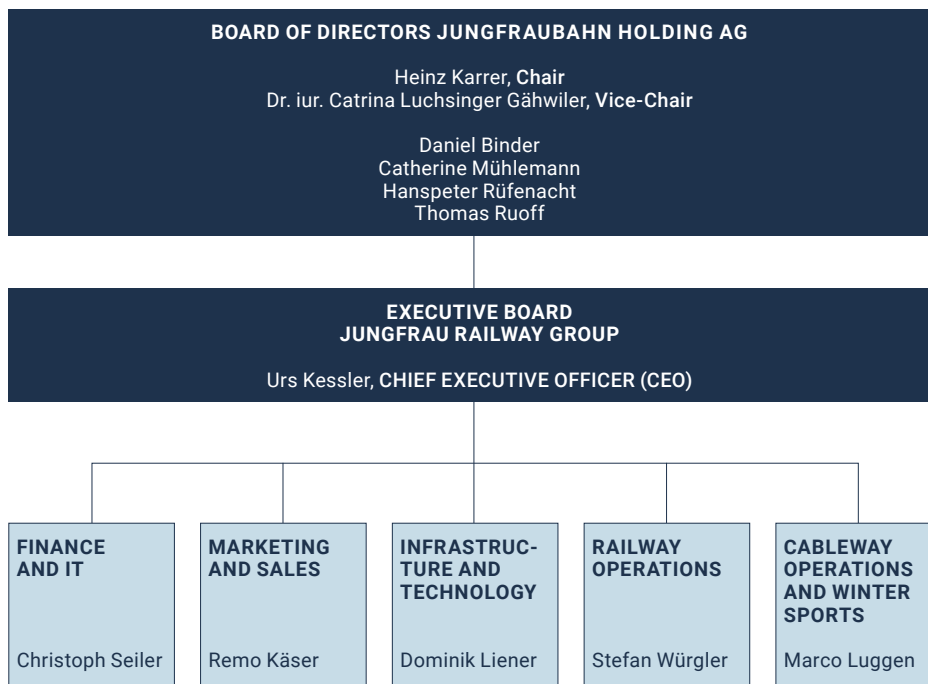 BOARD OF DIRECTORS JUNGFRAUBAHN HOLDING AG
Heinz Karrer, Chair
Dr. iur. Catrina Luchsinger Gähwiler, Vice-Chair
Daniel Binder
Catherine Mühlemann
Hanspeter Rüfenacht
Thomas Ruoff
EXECUTIVE BOARD
JUNGFRAU RAILWAY GROUP
Urs Kessler, CHIEF EXECUTIVE OFFICER (CEO)
FINANCE
AND IT
Christoph Seiler
MARKETING
AND SALES
Remo Käser
INFRASTRUC-
TURE AND
TECHNOLOGY
Dominik Liener
RAILWAY
OPERATIONS
Stefan Würgler
CABLEWAY
OPERATIONS
AND WINTER
SPORTS
Marco Luggen